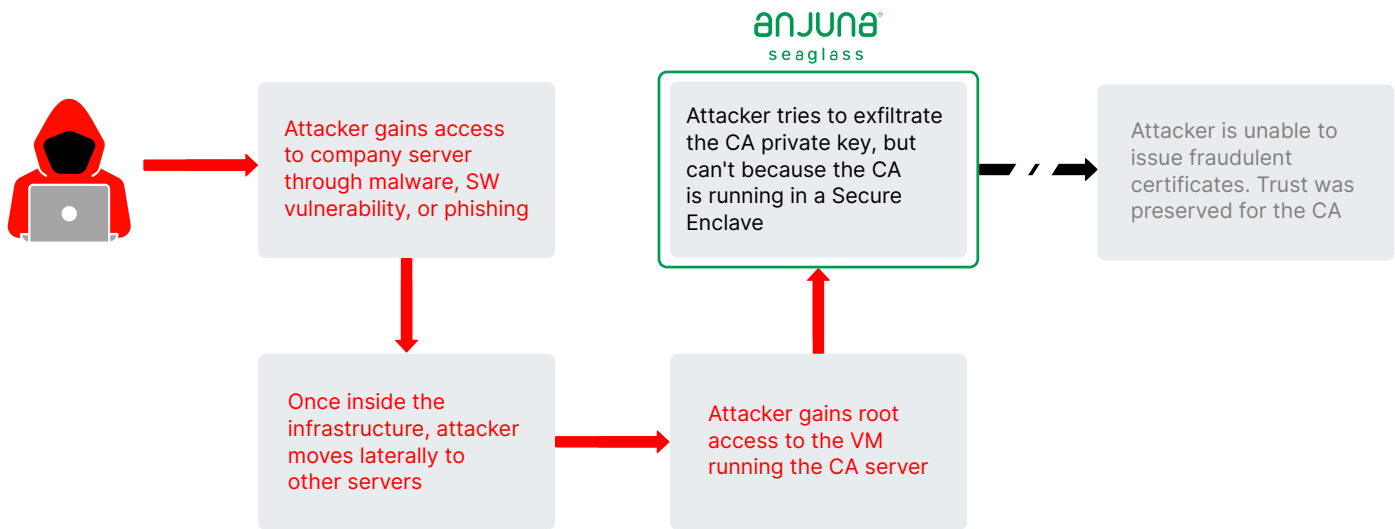 anjuna®
seaglass
Attacker gains access
to company server
through malware, SW
vulnerability, or phishing
Once inside the
infrastructure, attacker
moves laterally to
other servers
Attacker gains root
access to the VM
running the CA server
Attacker tries to exfiltrate
the CA private key, but
can't because the CA
is running in a Secure
Enclave
Attacker is unable to
issue fraudulent
certificates. Trust was
preserved for the CA